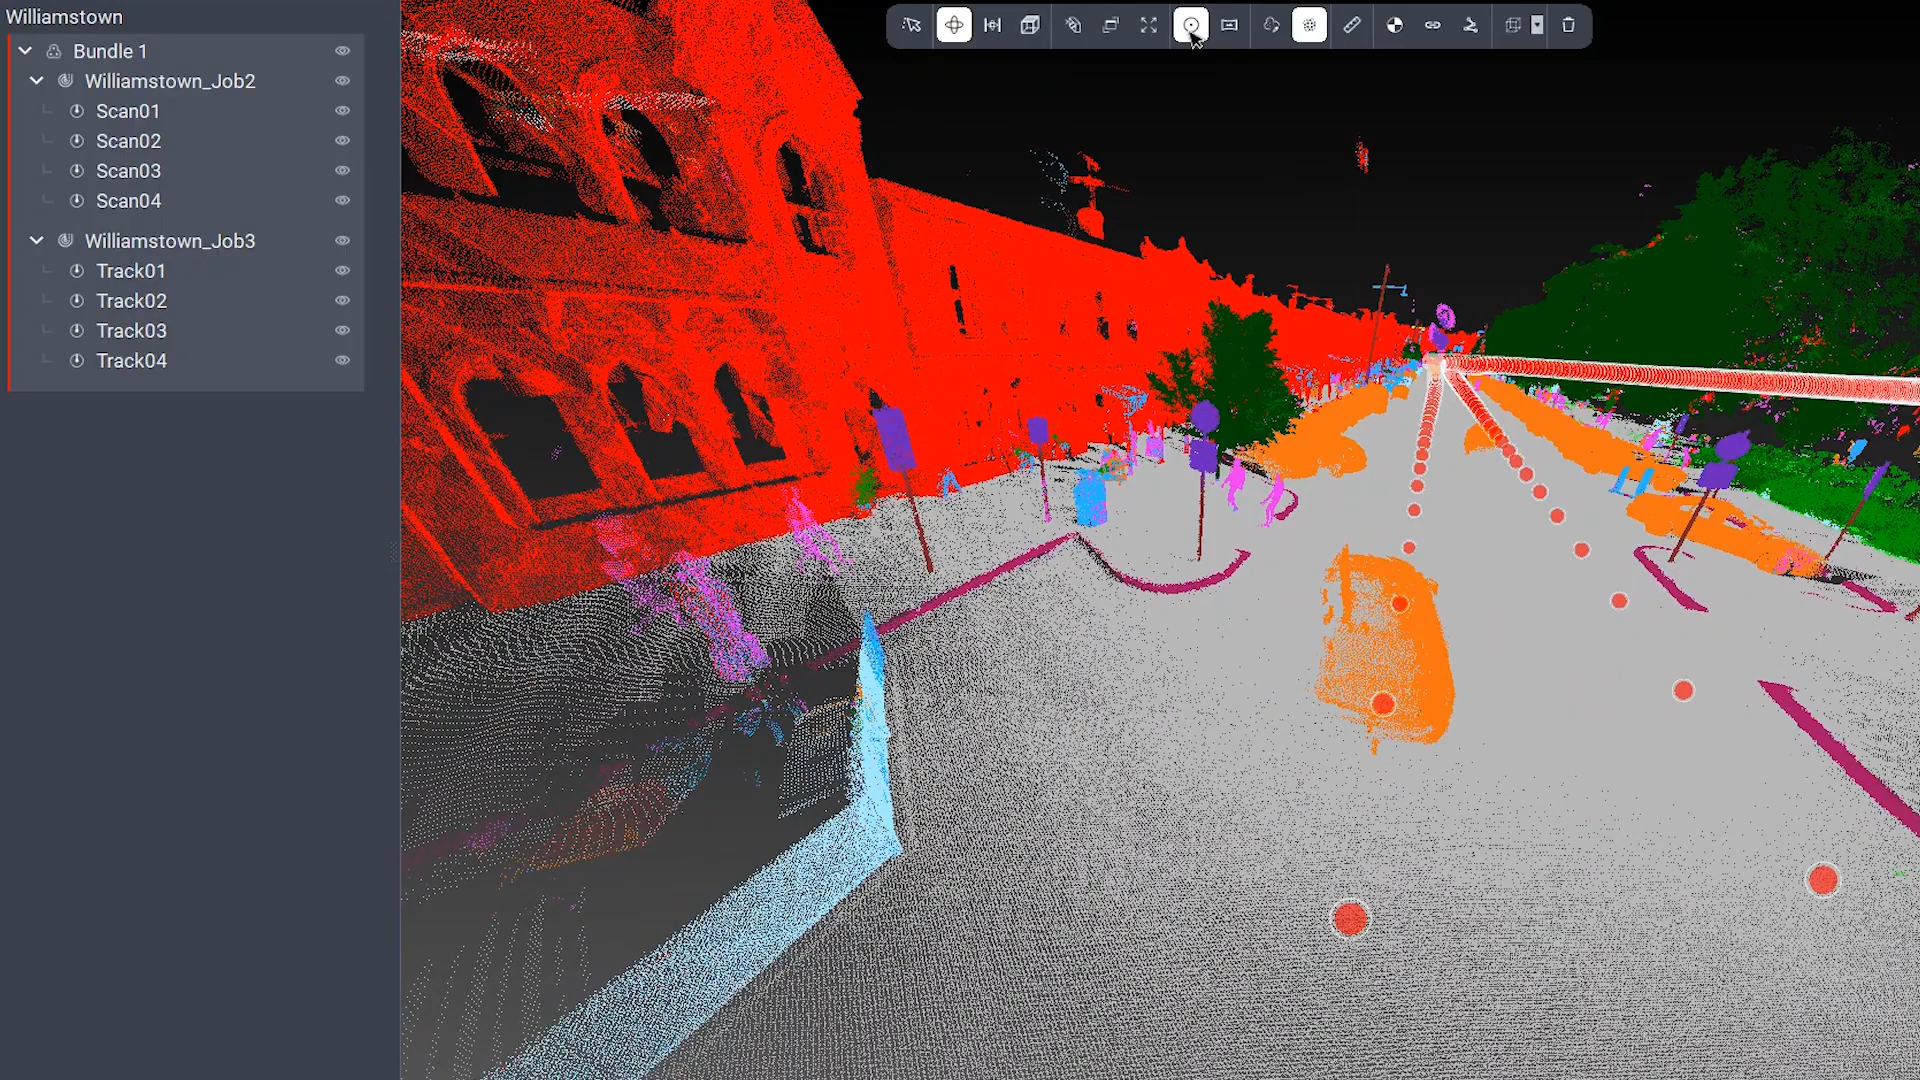 Williamstown
Bundle 1
Williamstown_Job2
Scan01
Scan02
Scan03
Scan04
Williamstown_Job3
Track01
Track02
Track03
Track04